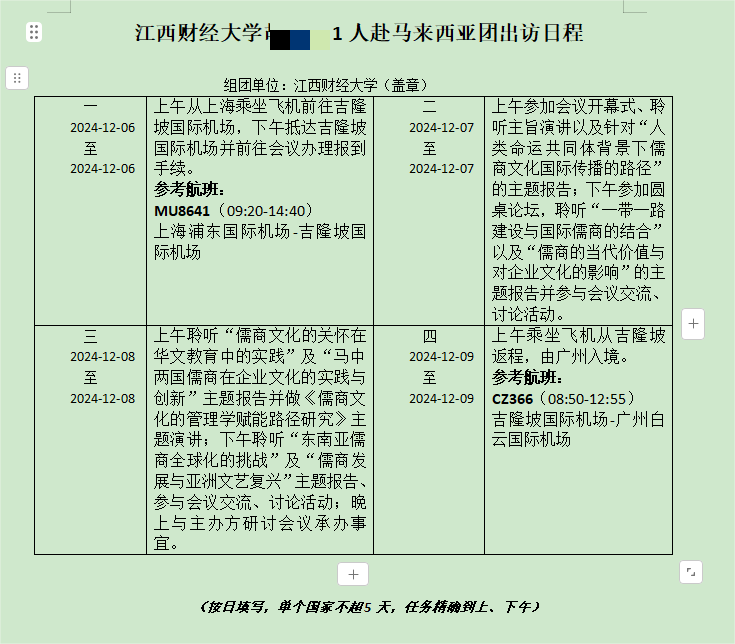 江西财经大学 1 人赴马来西亚团出访日程
组团单位：江西财经大学（盖章）
一
2024-12-06
至
2024-12-06
上午从上海乘坐飞机前往吉隆
坡国际机场，下午抵达吉隆坡
国际机场并前往会议办理报到
手续。
参考航班：
MU8641（09:20-14:40）
上海浦东国际机场-吉隆坡国
际机场
二
2024-12-07
至
2024-12-07
上午参加会议开幕式、聆
听主旨演讲以及针对“人
类命运共同体背景下儒
商文化国际传播的路径”
的主题报告；下午参加圆
桌论坛，聆听“一带一路
建设与国际儒商的结合”
以及“儒商的当代价值与
对企业文化的影响”的主
题报告并参与会议交流、
讨论活动。
三
2024-12-08
至
2024-12-08
上午聆听“儒商文化的关怀在
华文教育中的实践”及“马中
两国儒商在企业文化的实践与
创新”主题报告并做《儒商文
化的管理学赋能路径研究》主
题演讲；下午聆听“东南亚儒
商全球化的挑战”及“儒商发
展与亚洲文艺复兴”主题报告、
参与会议交流、讨论活动；晚
上与主办方研讨会议承办事
宜。
四
2024-12-09
至
2024-12-09
上午乘坐飞机从吉隆坡
返程，由广州入境。
参考航班：
CZ366（08:50-12:55）
吉隆坡国际机场-广州白
云国际机场
（按日填写，单个国家不超5 天，任务精确到上、下午）